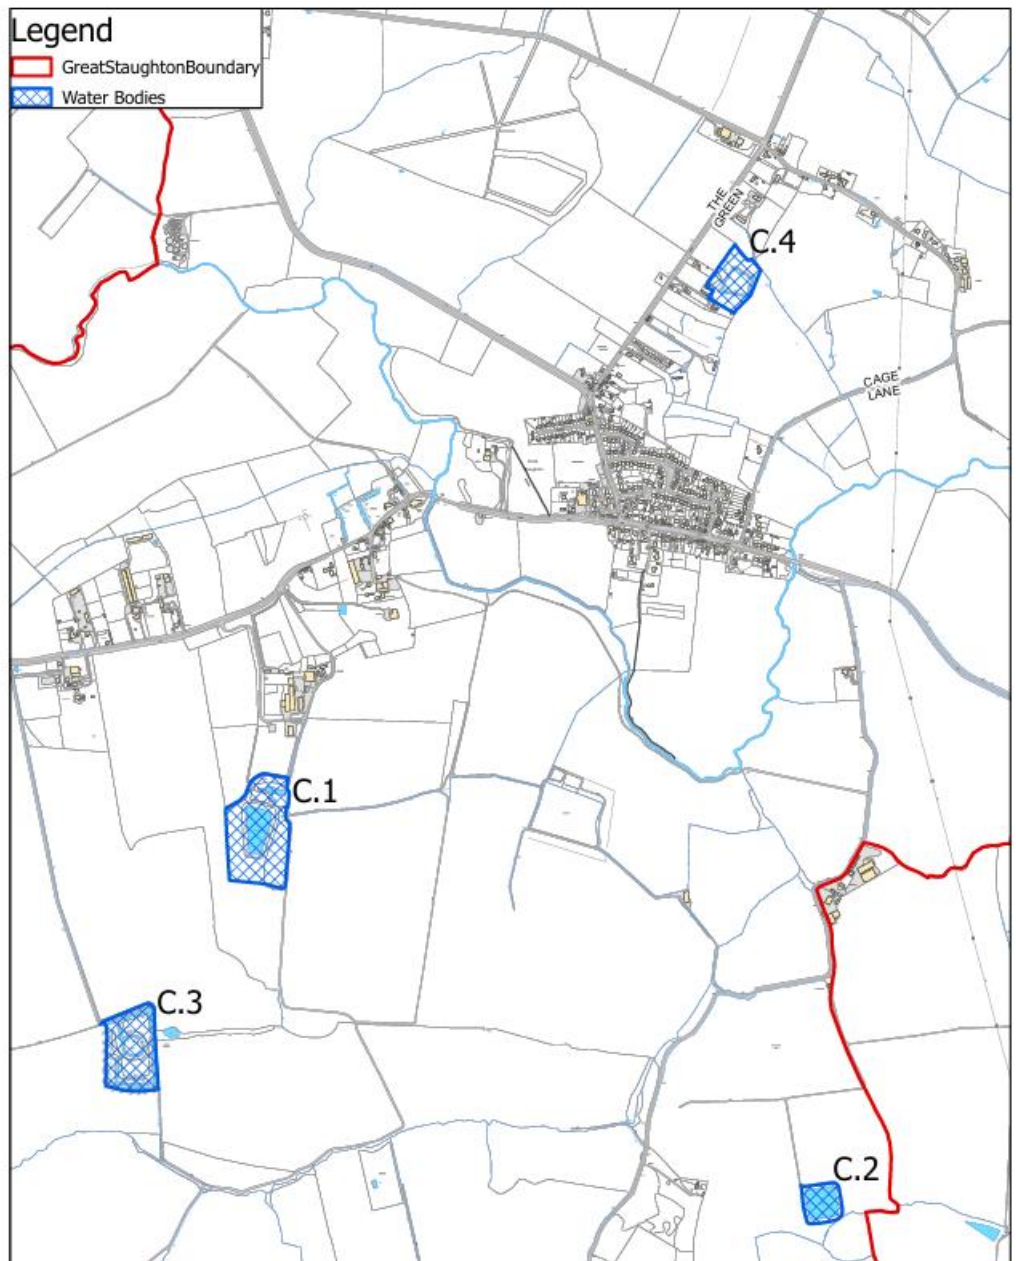 Legend
GreatStaughtonBoundary
Water Bodies
THE
GREEN
C.4
CAGE
LANE
C.1
C.3
C.2